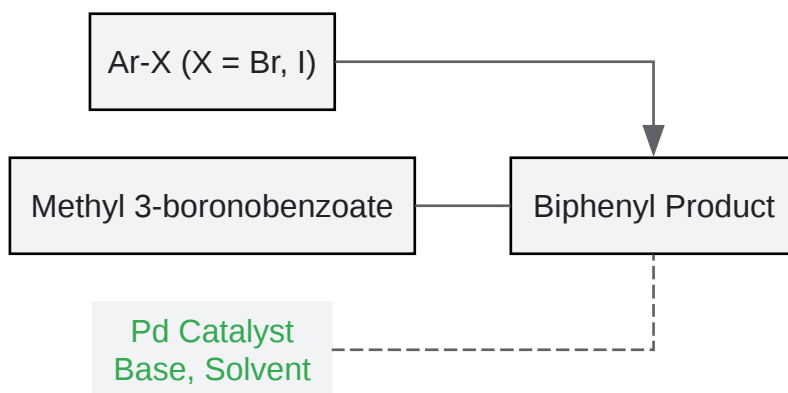 Ar-X (X = Br, I)
Methyl 3-boronobenzoate
Biphenyl Product
Pd Catalyst
Base, Solvent